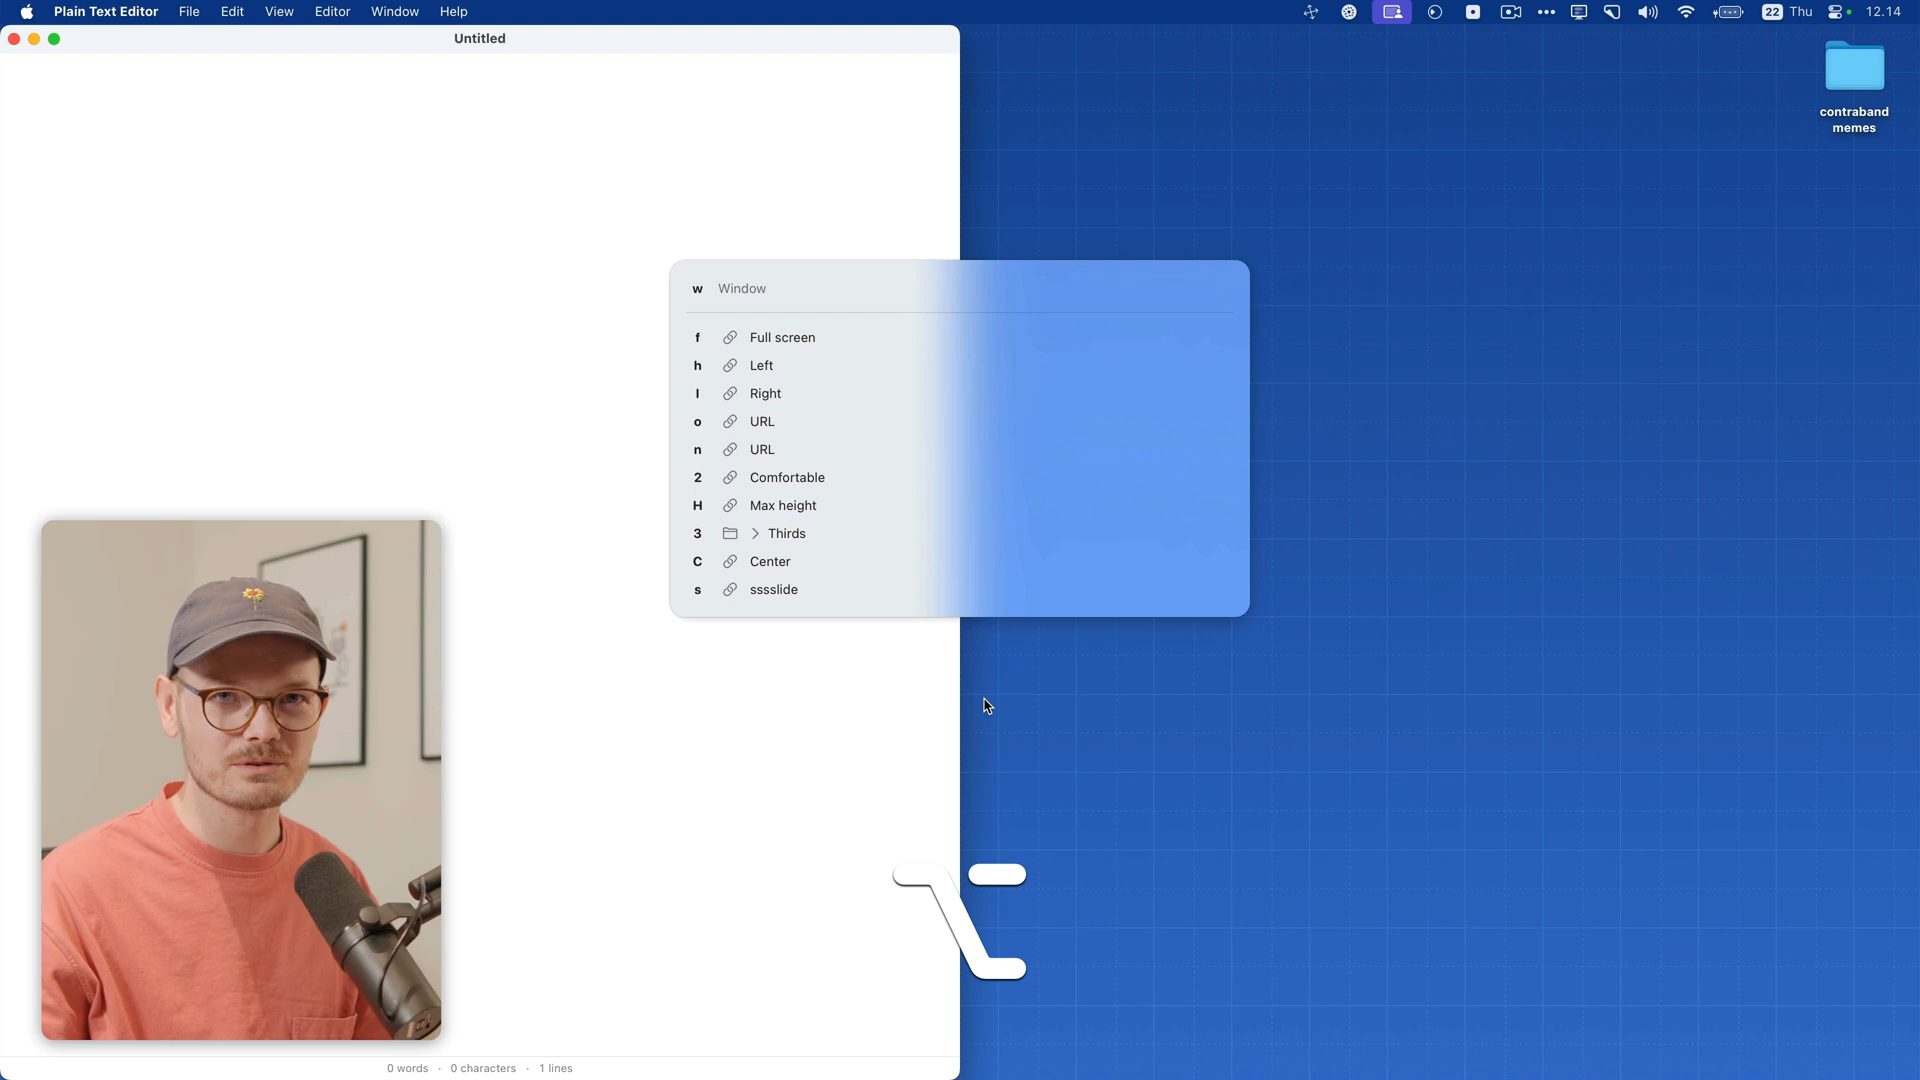 Plain Text Editor File Edit View Editor Window Help 22 Thu 12.14
Untitled
contraband
memes
w Window
f Full screen
h Left
l Right
o URL
n URL
2 Comfortable
H Max height
3 > Thirds
C Center
s sssslide
0 words · 0 characters · 1 lines